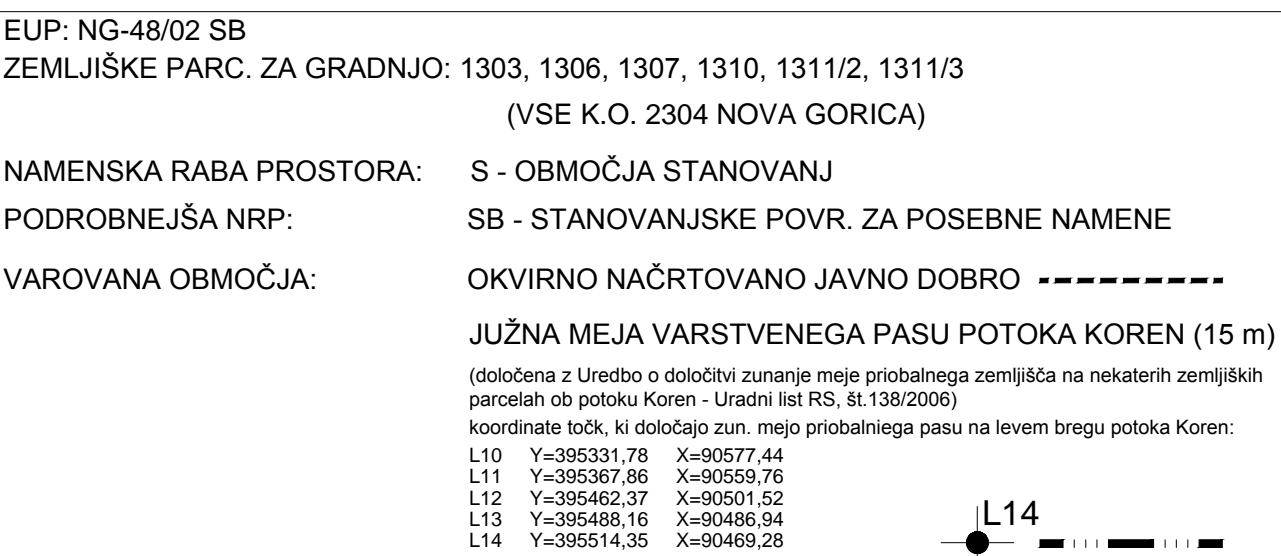 EUP: NG-48/02 SB
ZEMLJIŠKE PARC. ZA GRADNJO: 1303, 1306, 1307, 1310, 1311/2, 1311/3
(VSE K.O. 2304 NOVA GORICA)
NAMENSKA RABA PROSTORA: S - OBMOČJA STANOVANJ
PODROBNEJŠA NRP: SB - STANOVANJSKE POVR. ZA POSEBNE NAMENE
VAROVANA OBMOČJA: OKVIRNO NAČRTOVANO JAVNO DOBRO
JUŽNA MEJA VARSTVENEGA PASU POTOKA KOREN (15 m)
(določena z Uredbo o določitvi zunanje meje priobalnega zemljišča na nekaterih zemljiških
parcelah ob potoku Koren - Uradni list RS, št.138/2006)
koordinate točk, ki določajo zun. mejo priobalniega pasu na levem bregu potoka Koren:
L10 Y=395331,78 X=90577,44
L11 Y=395367,86 X=90559,76
L12 Y=395462,37 X=90501,52
L13 Y=395488,16 X=90486,94
L14 Y=395514,35 X=90469,28
L14